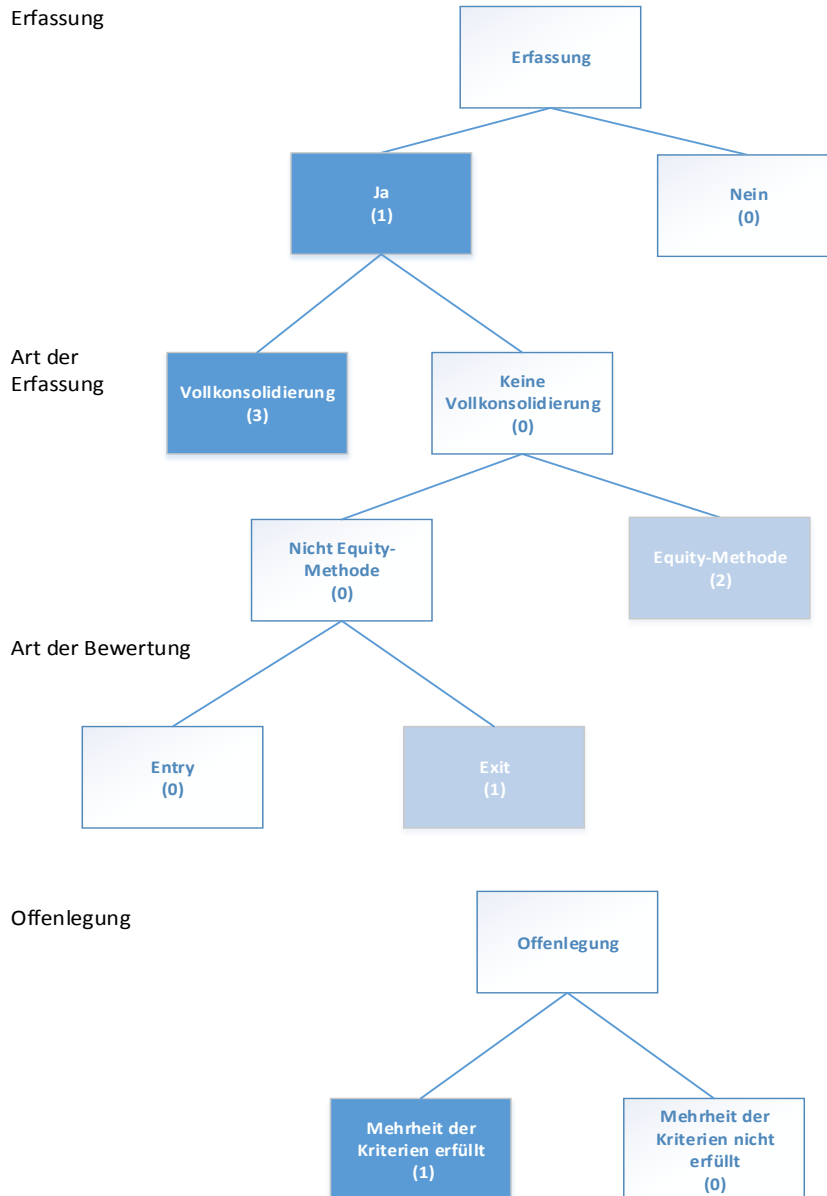 Erfassung
Erfassung
Ja
(1)
Nein
(0)
Art der
Erfassung
Vollkonsolidierung
(3)
Keine
Vollkonsolidierung
(0)
Nicht Equity-
Methode
(0)
Equity-Methode
(2)
Art der Bewertung
Entry
(0)
Exit
(1)
Offenlegung
Offenlegung
Mehrheit der
Kriterien erfüllt
(1)
Mehrheit der
Kriterien nicht
erfüllt
(0)